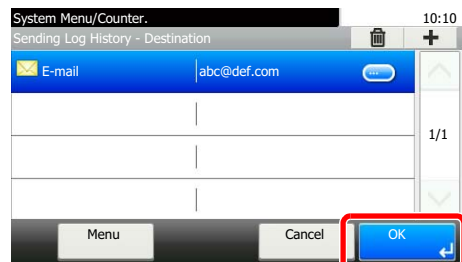 System Menu/Counter. 10:10
Sending Log History - Destination
E-mail abc@def.com
1/1
Menu Cancel OK